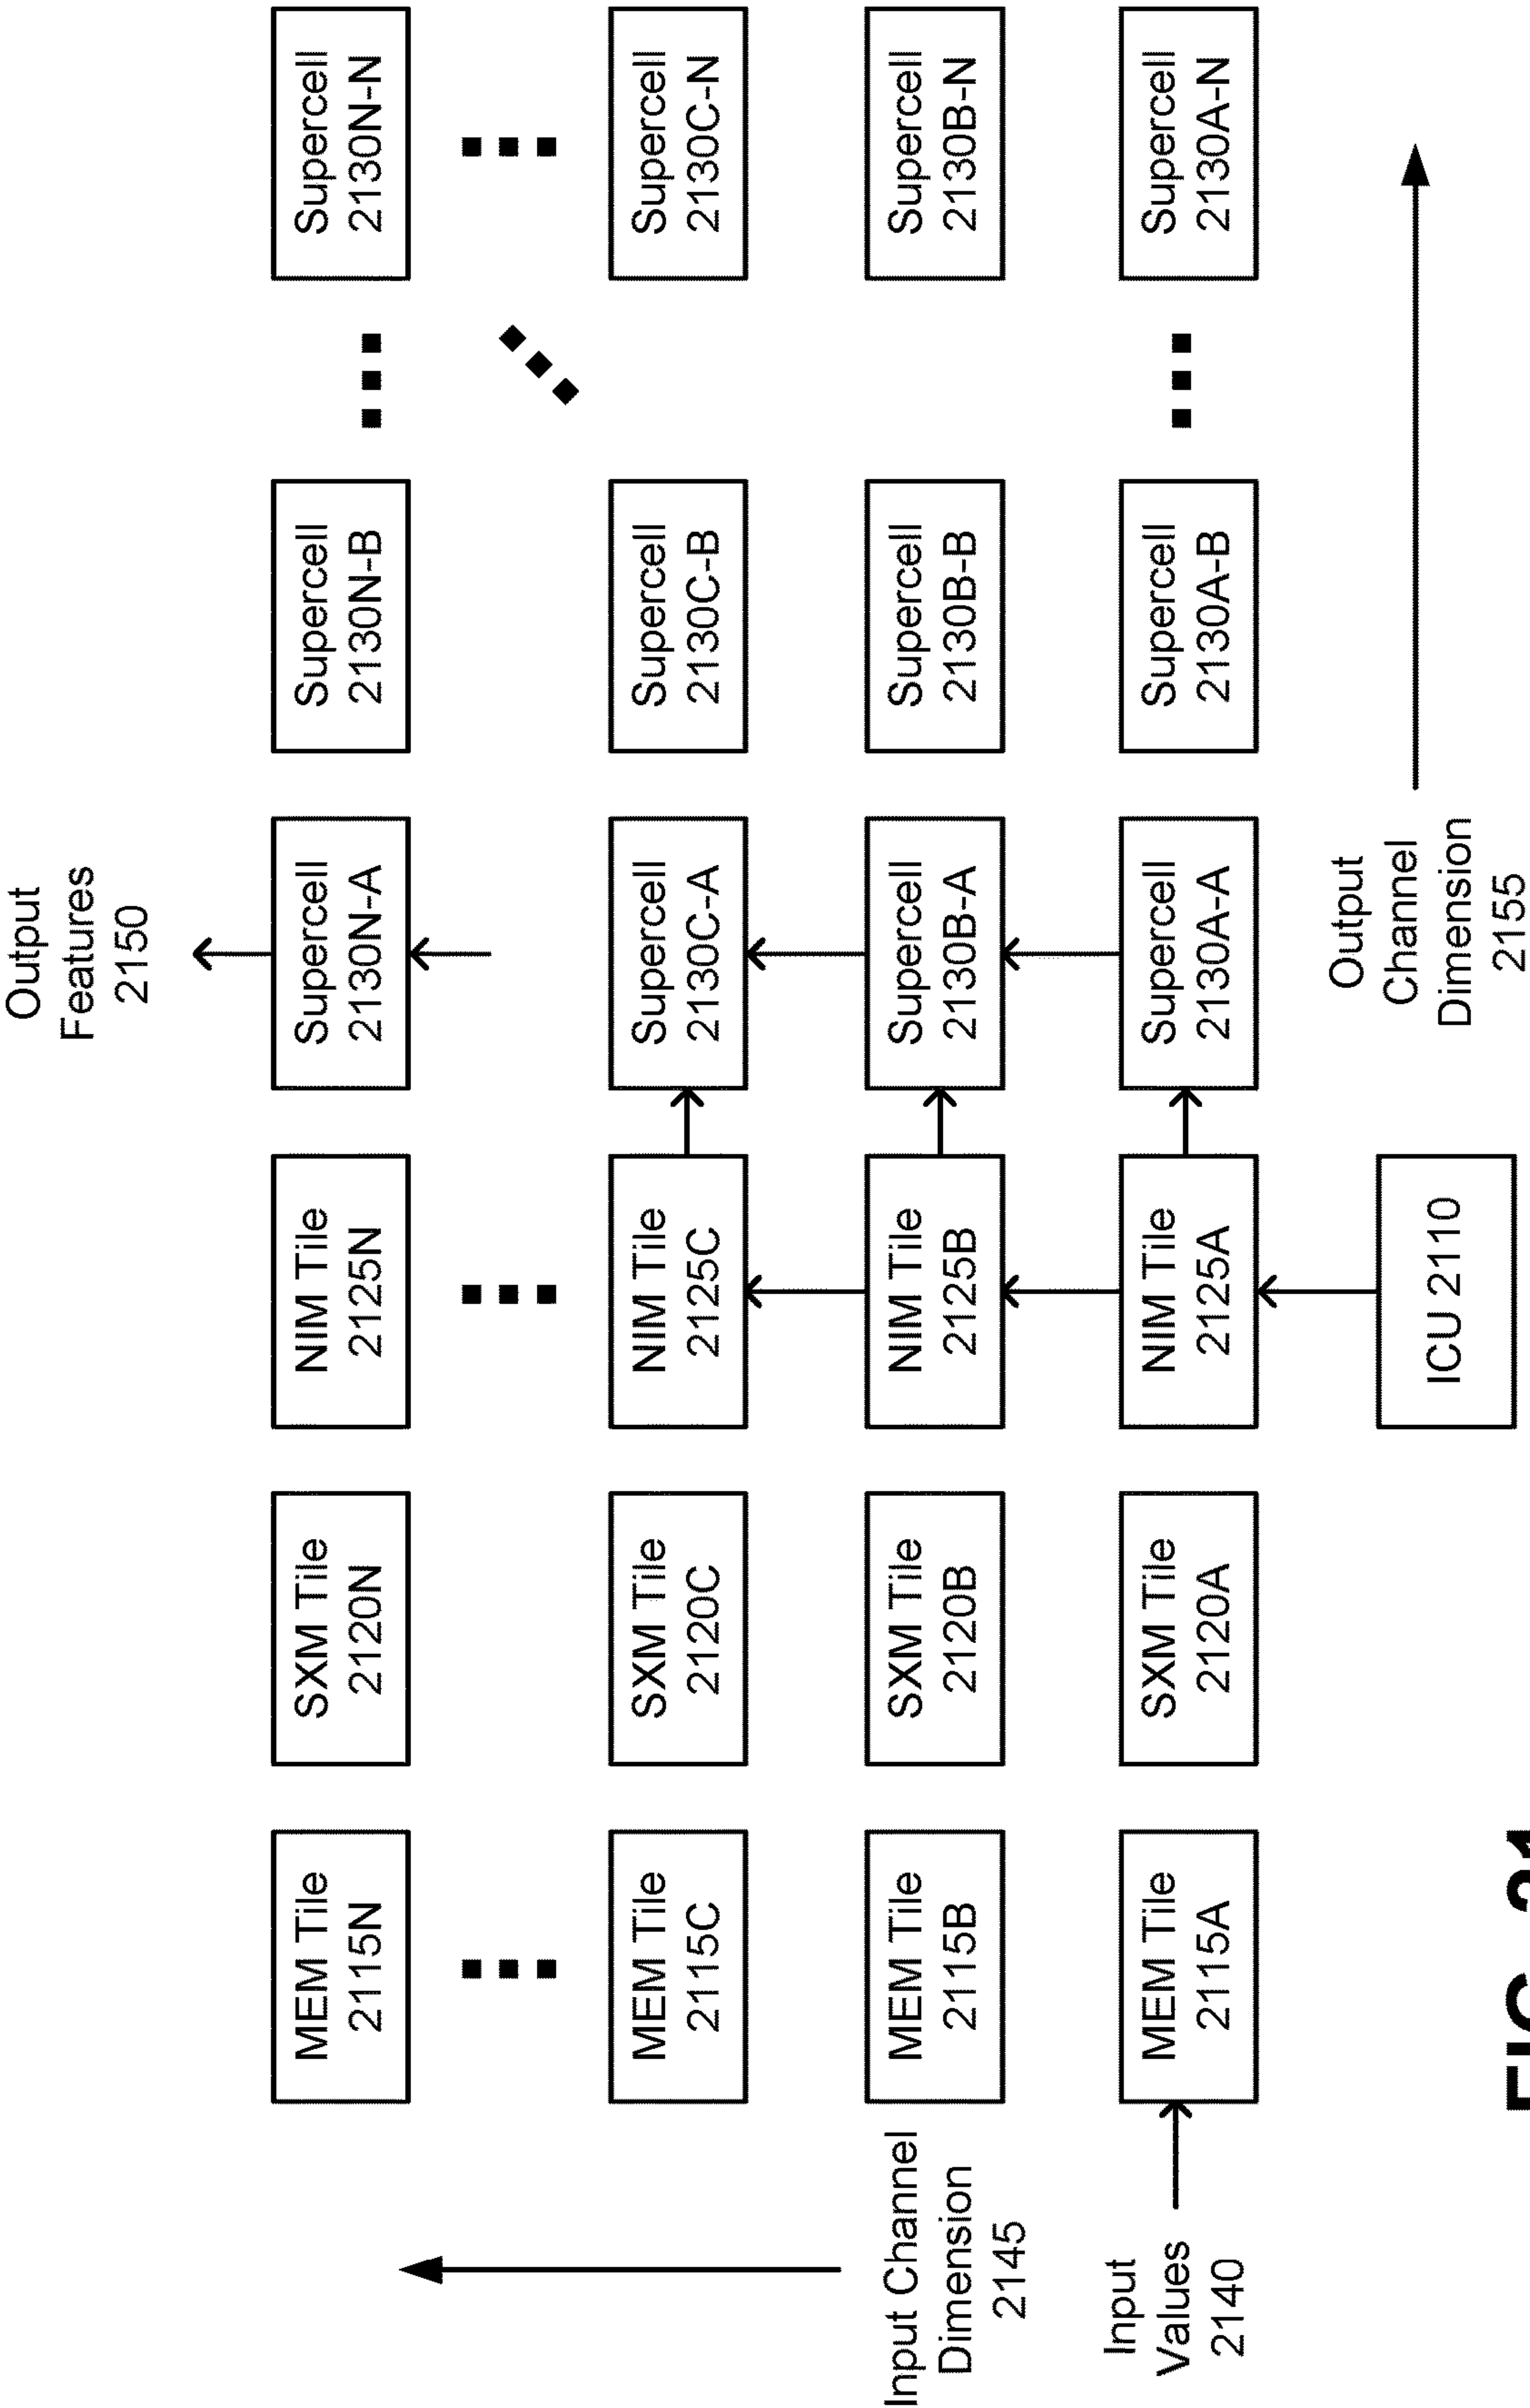 Output
Features
2150
MEM Tile
2115N
SXM Tile
2120N
NIM Tile
2125N
Supercell
2130N-A
Supercell
2130N-B
Supercell
2130N-N
MEM Tile
2115C
SXM Tile
2120C
NIM Tile
2125C
Supercell
2130C-A
Supercell
2130C-B
Supercell
2130C-N
Input Channel
Dimension
2145
MEM Tile
2115B
SXM Tile
2120B
NIM Tile
2125B
Supercell
2130B-A
Supercell
2130B-B
Supercell
2130B-N
Input
Values
2140
MEM Tile
2115A
SXM Tile
2120A
NIM Tile
2125A
Supercell
2130A-A
Supercell
2130A-B
Supercell
2130A-N
ICU 2110
Output
Channel
Dimension
2155